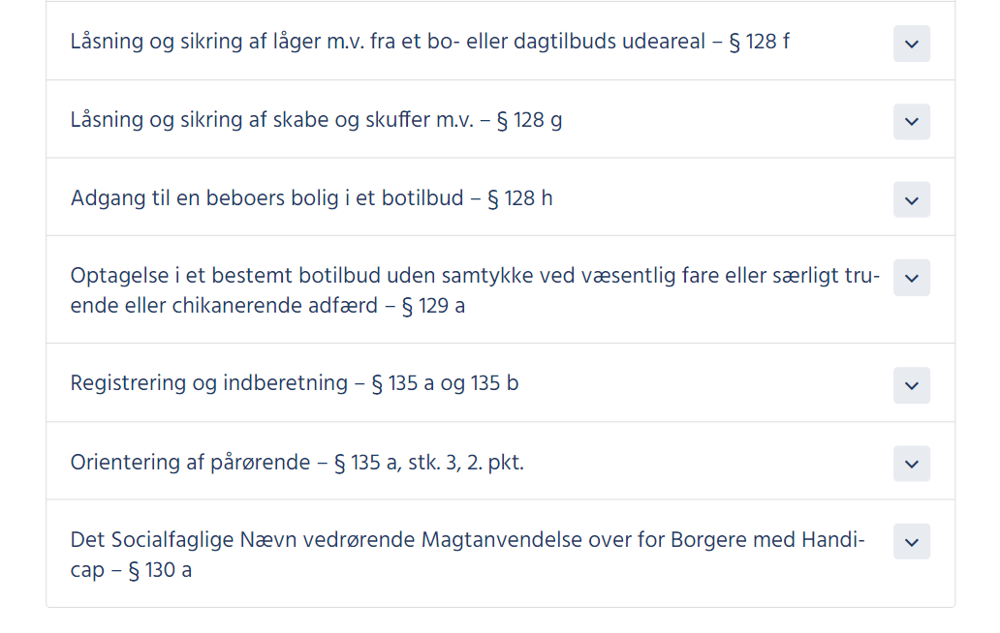 Låsning og sikring af låger m.v. fra et bo- eller dagtilbuds udeareal – § 128 f
Låsning og sikring af skabe og skuffer m.v. – § 128 g
Adgang til en beboers bolig i et botilbud – § 128 h
Optagelse i et bestemt botilbud uden samtykke ved væsentlig fare eller særligt tru-
ende eller chikanerende adfærd – § 129 a
Registrering og indberetning – § 135 a og 135 b
Orientering af pårørende – § 135 a, stk. 3, 2. pkt.
Det Socialfaglige Nævn vedrørende Magtanvendelse over for Borgere med Handi-
cap – § 130 a